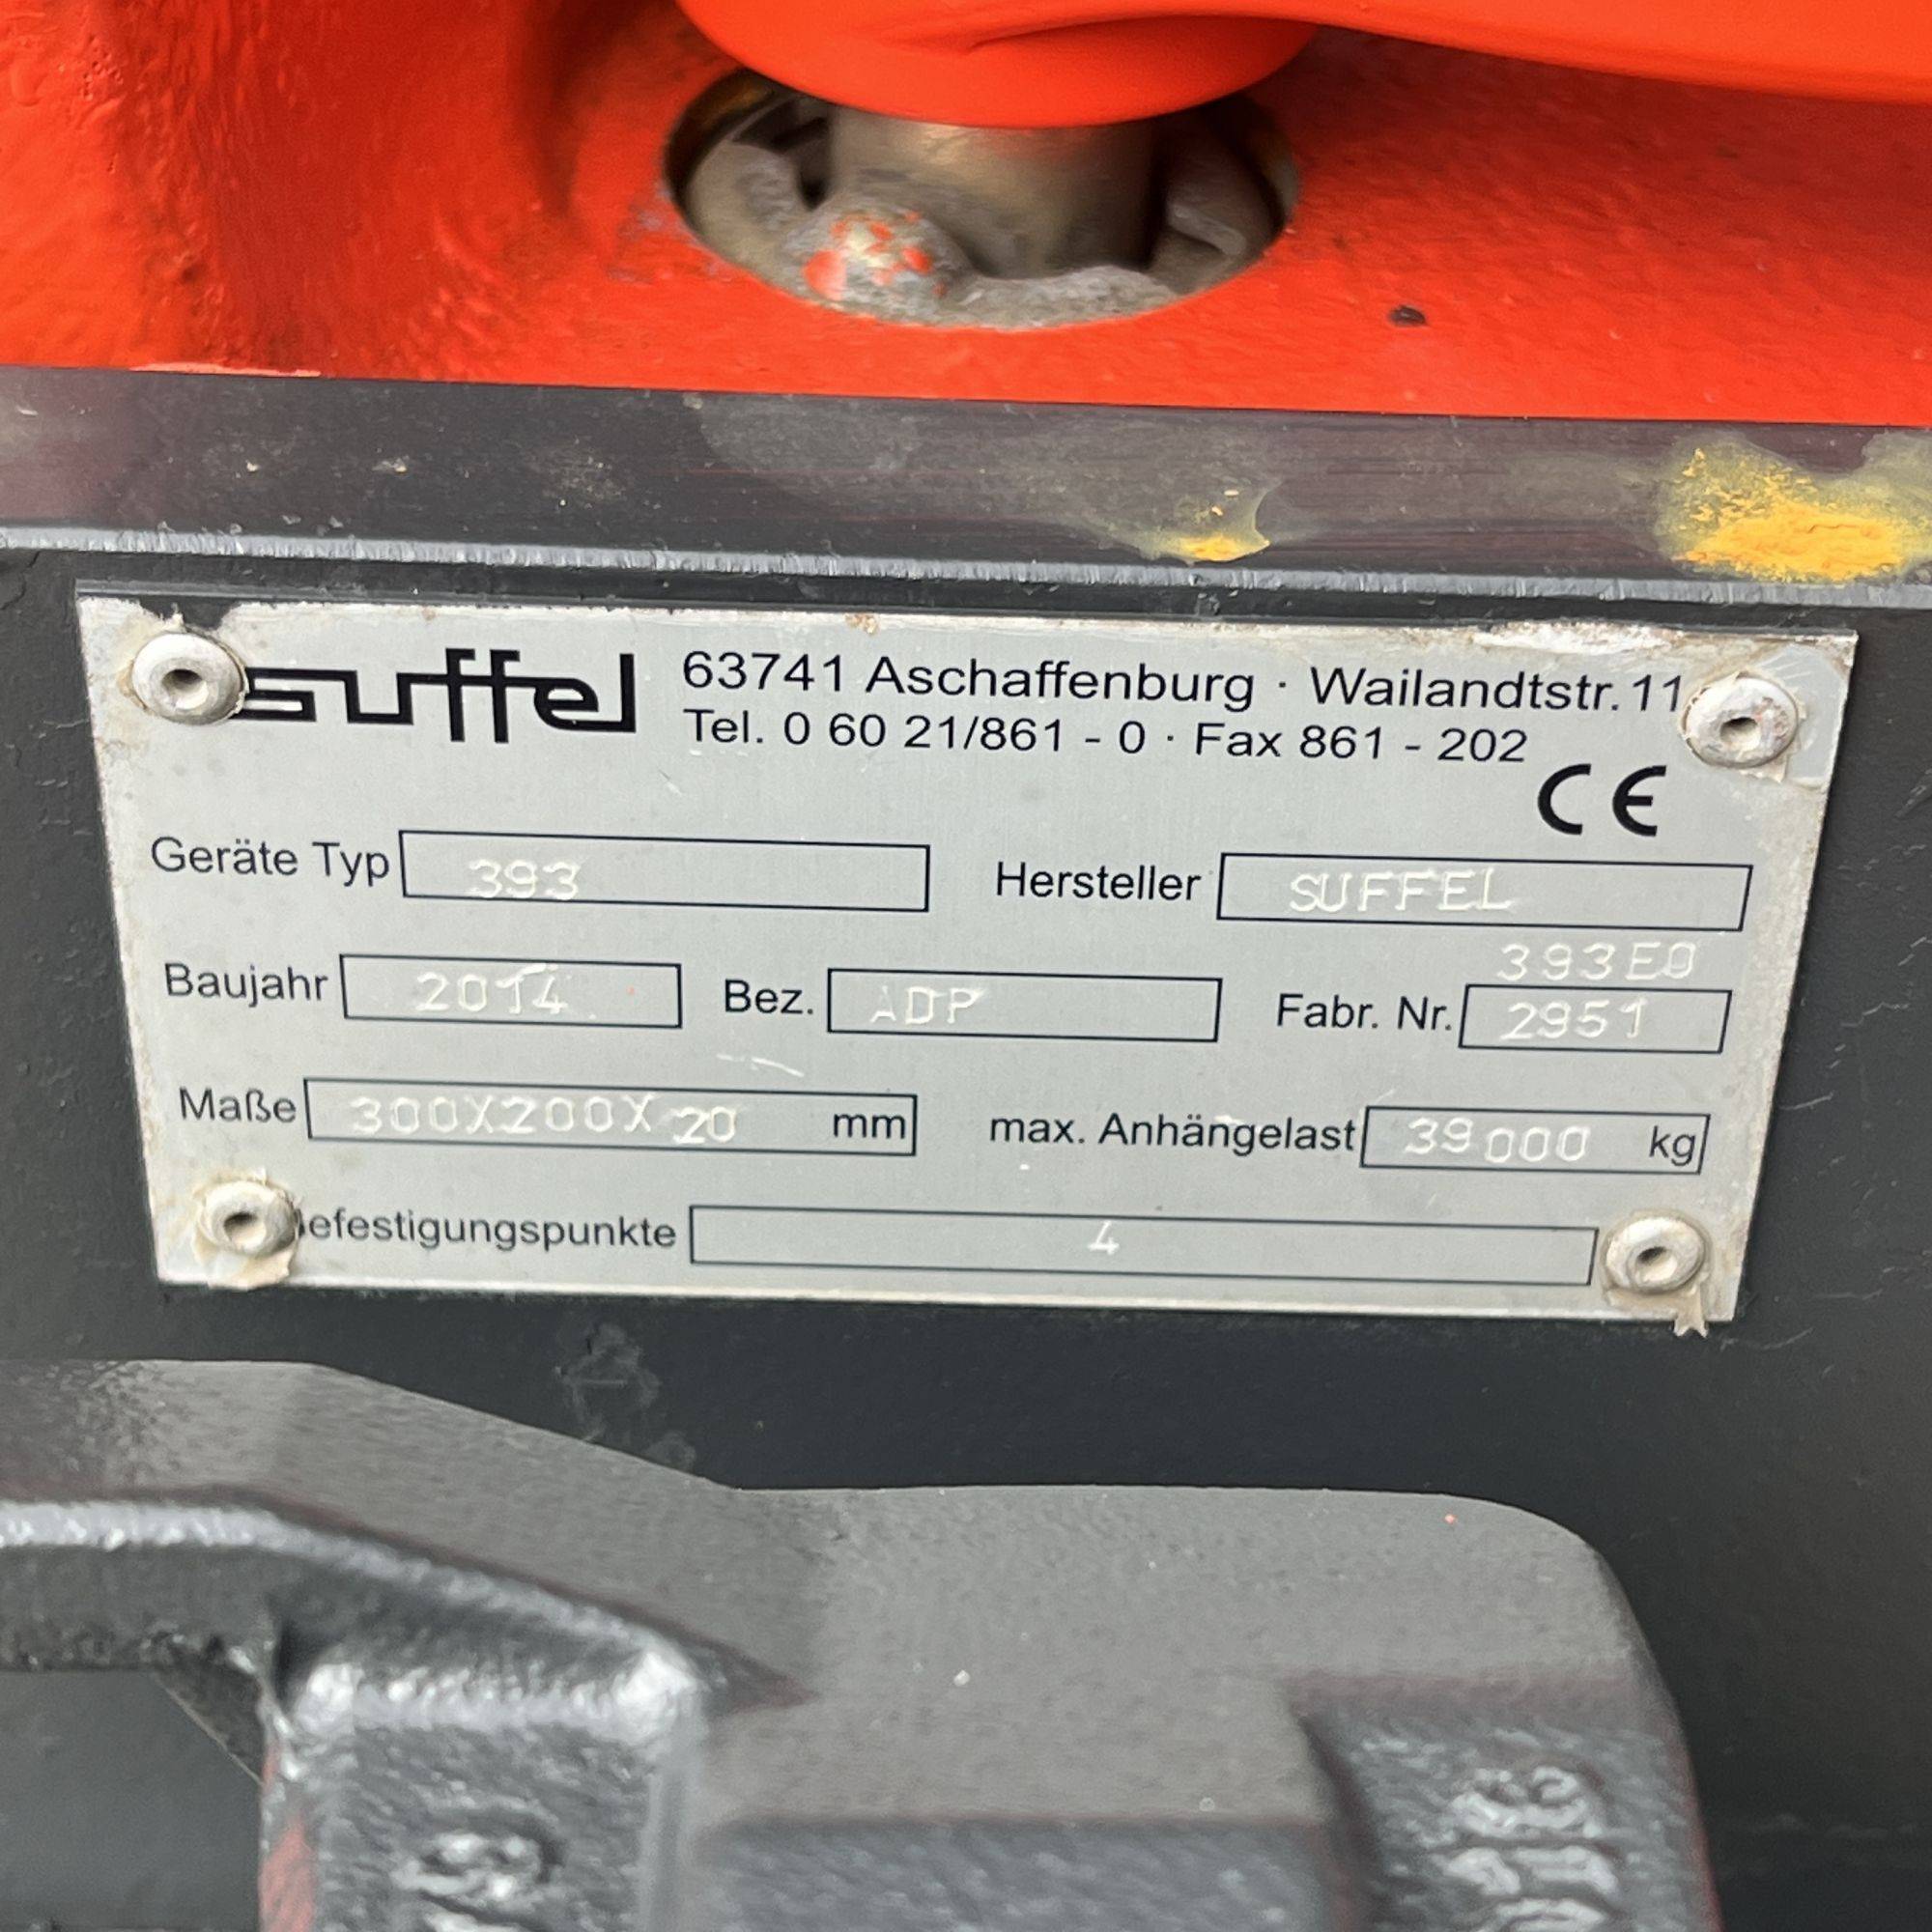 suffel 63741 Aschaffenburg · Wailandtstr. 11
Tel. 0 60 21/861 - 0 · Fax 861 - 202
CE
Geräte Typ 393 Hersteller SUFFEL
393E0
Baujahr 2014 Bez. ADP Fabr. Nr. 2951
Maße 300X200X20 mm max. Anhängelast 39000 kg
Befestigungspunkte 4